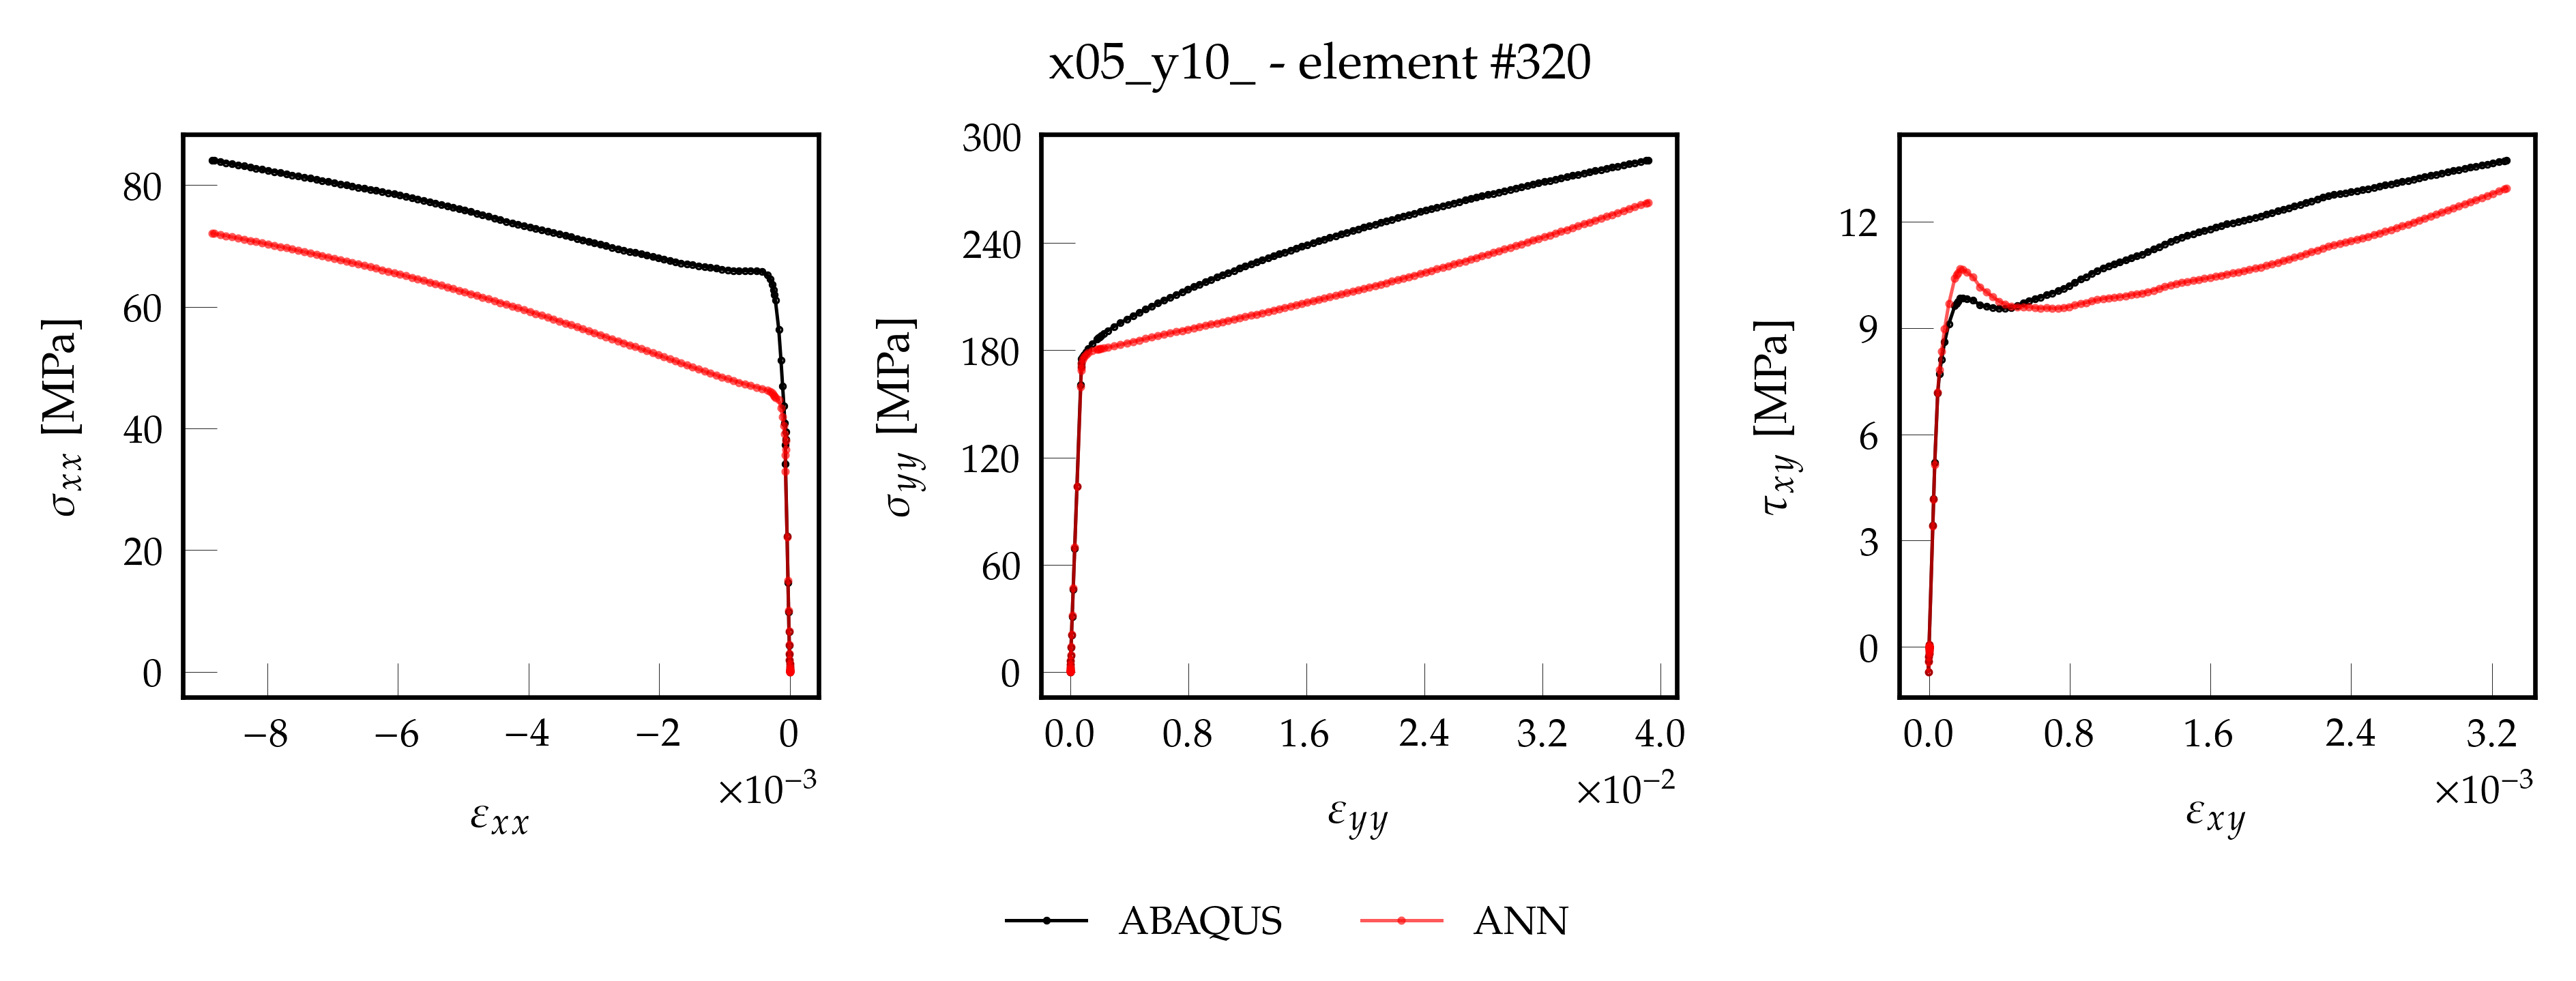 x05_y10_ - element #320
σxx [MPa]
80
60
40
20
0
−8 −6 −4 −2 0
×10⁻³
εxx
σyy [MPa]
300
240
180
120
60
0
0.0 0.8 1.6 2.4 3.2 4.0
×10⁻²
εyy
τxy [MPa]
12
9
6
3
0
0.0 0.8 1.6 2.4 3.2
×10⁻³
εxy
ABAQUS ANN